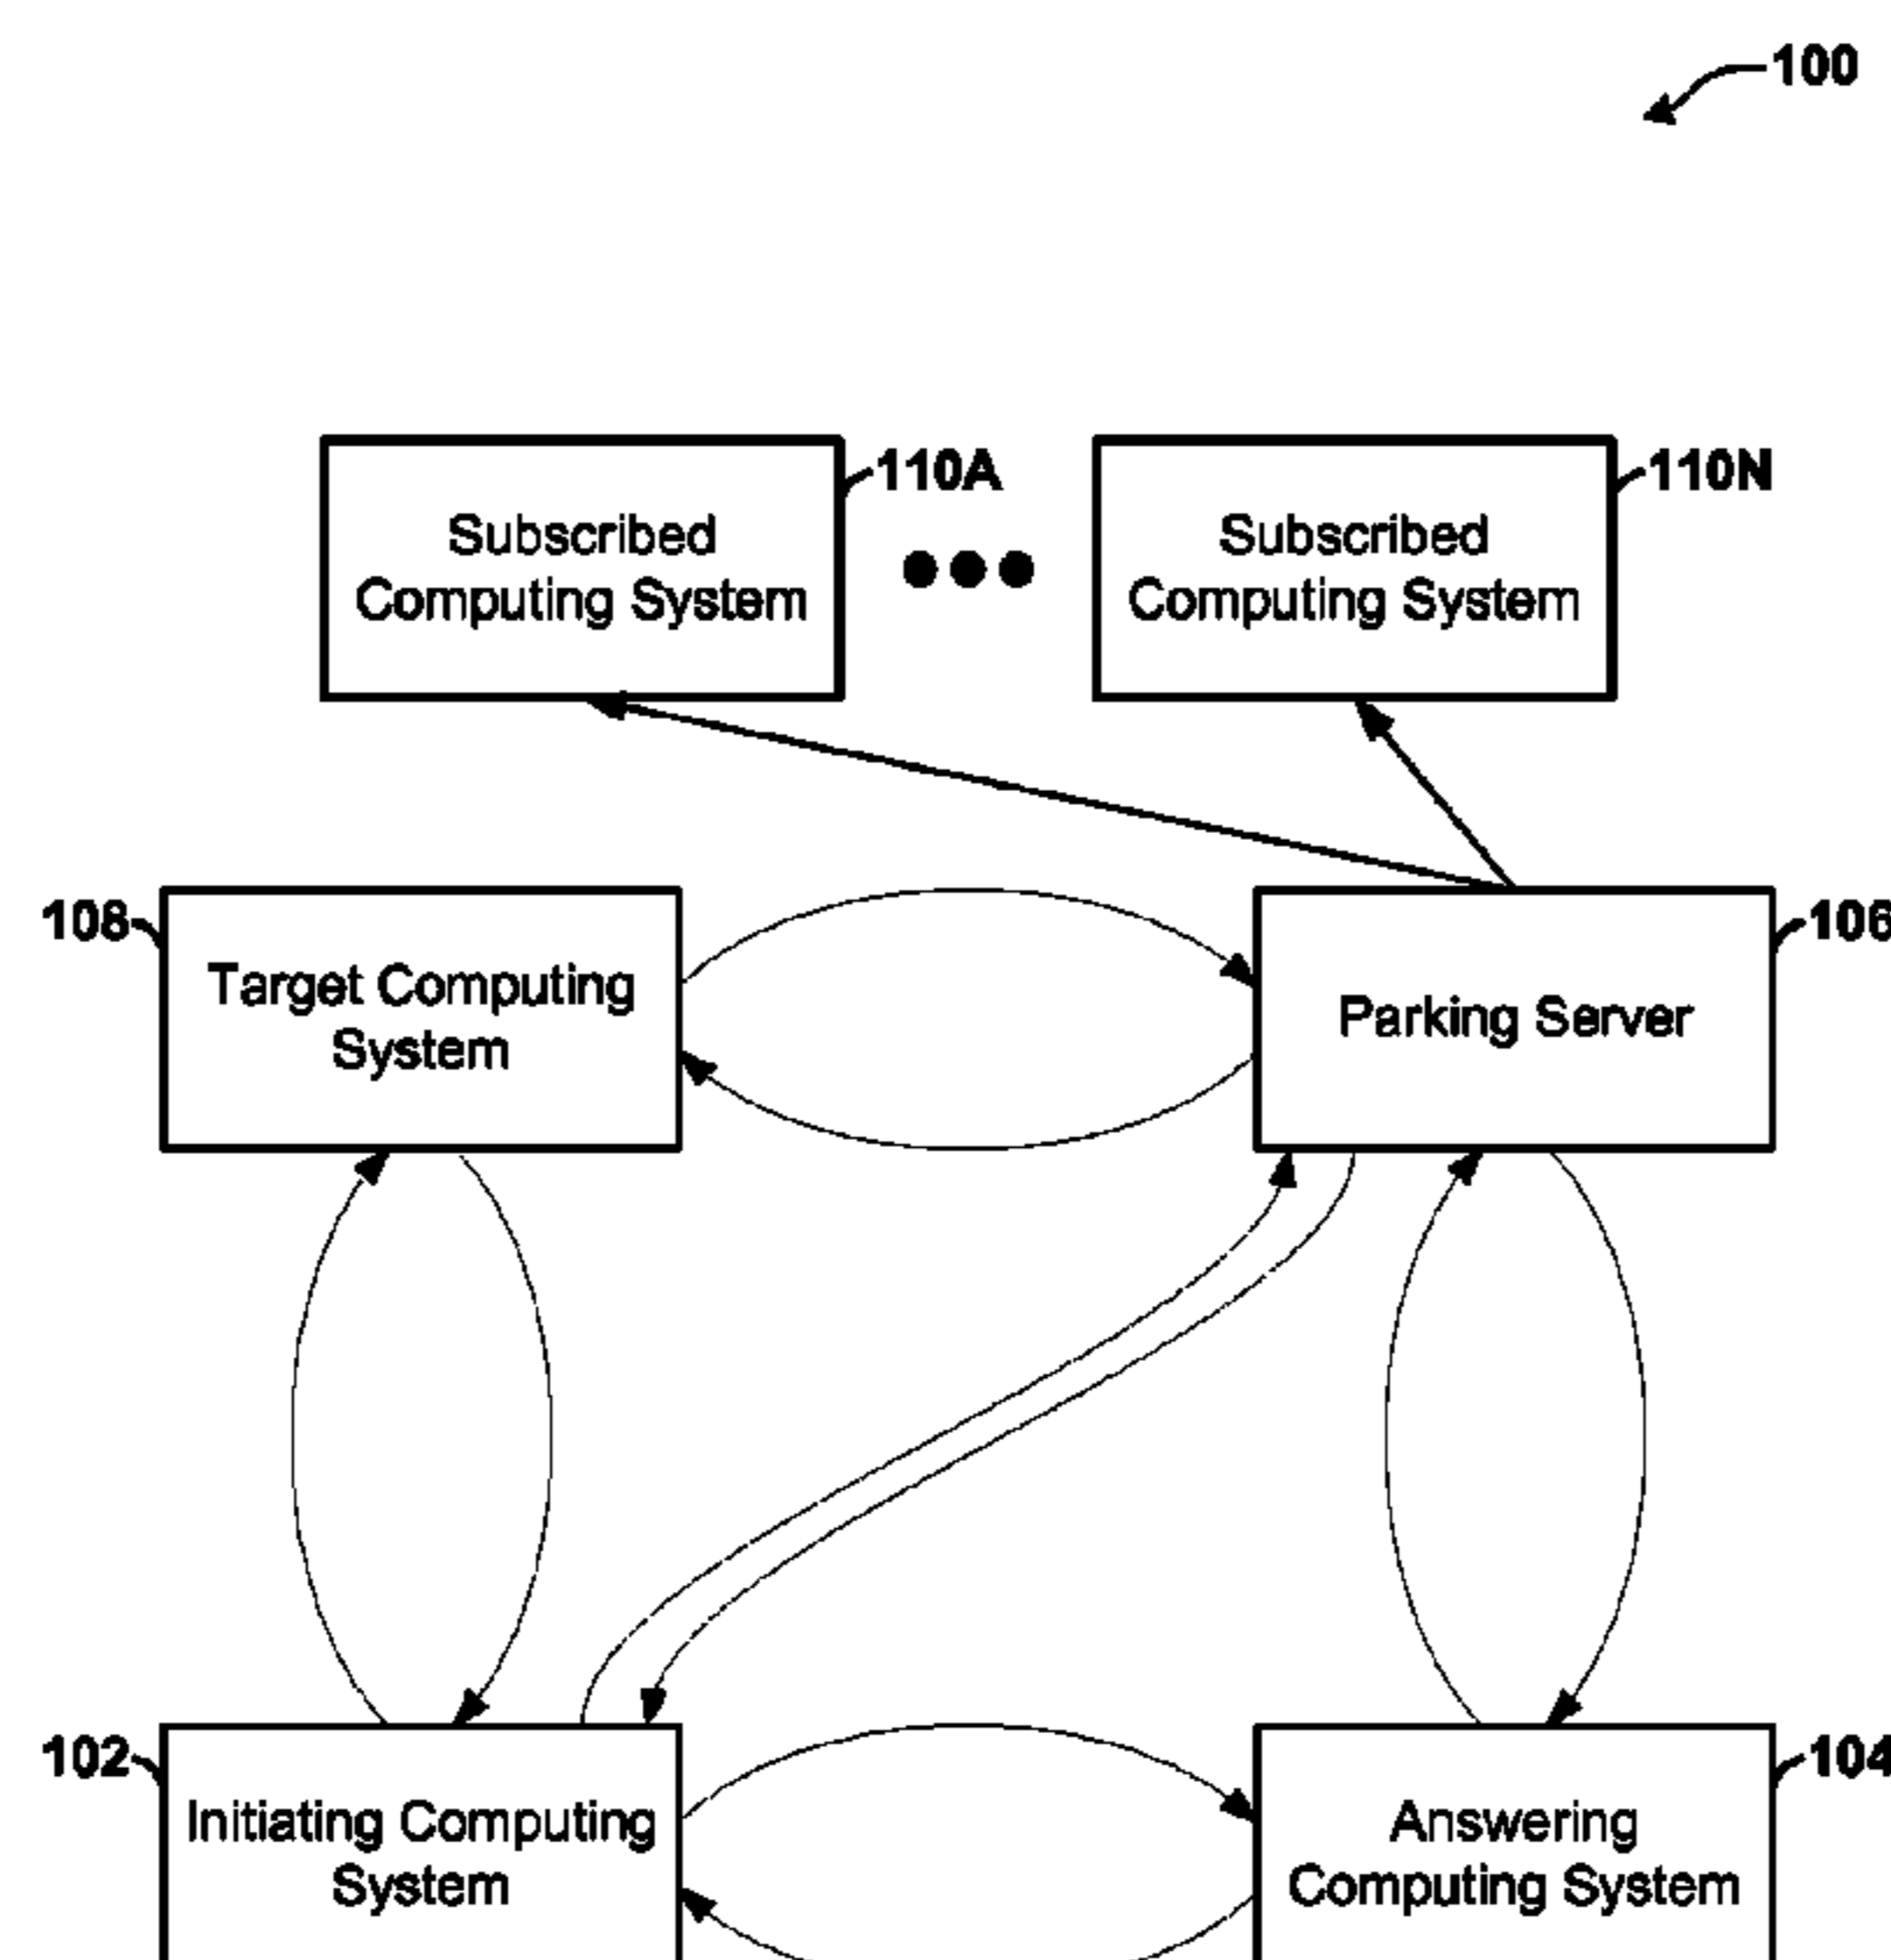 100
110A
110N
Subscribed
Computing System
Subscribed
Computing System
108
106
Target Computing
System
Parking Server
102
104
Initiating Computing
System
Answering
Computing System